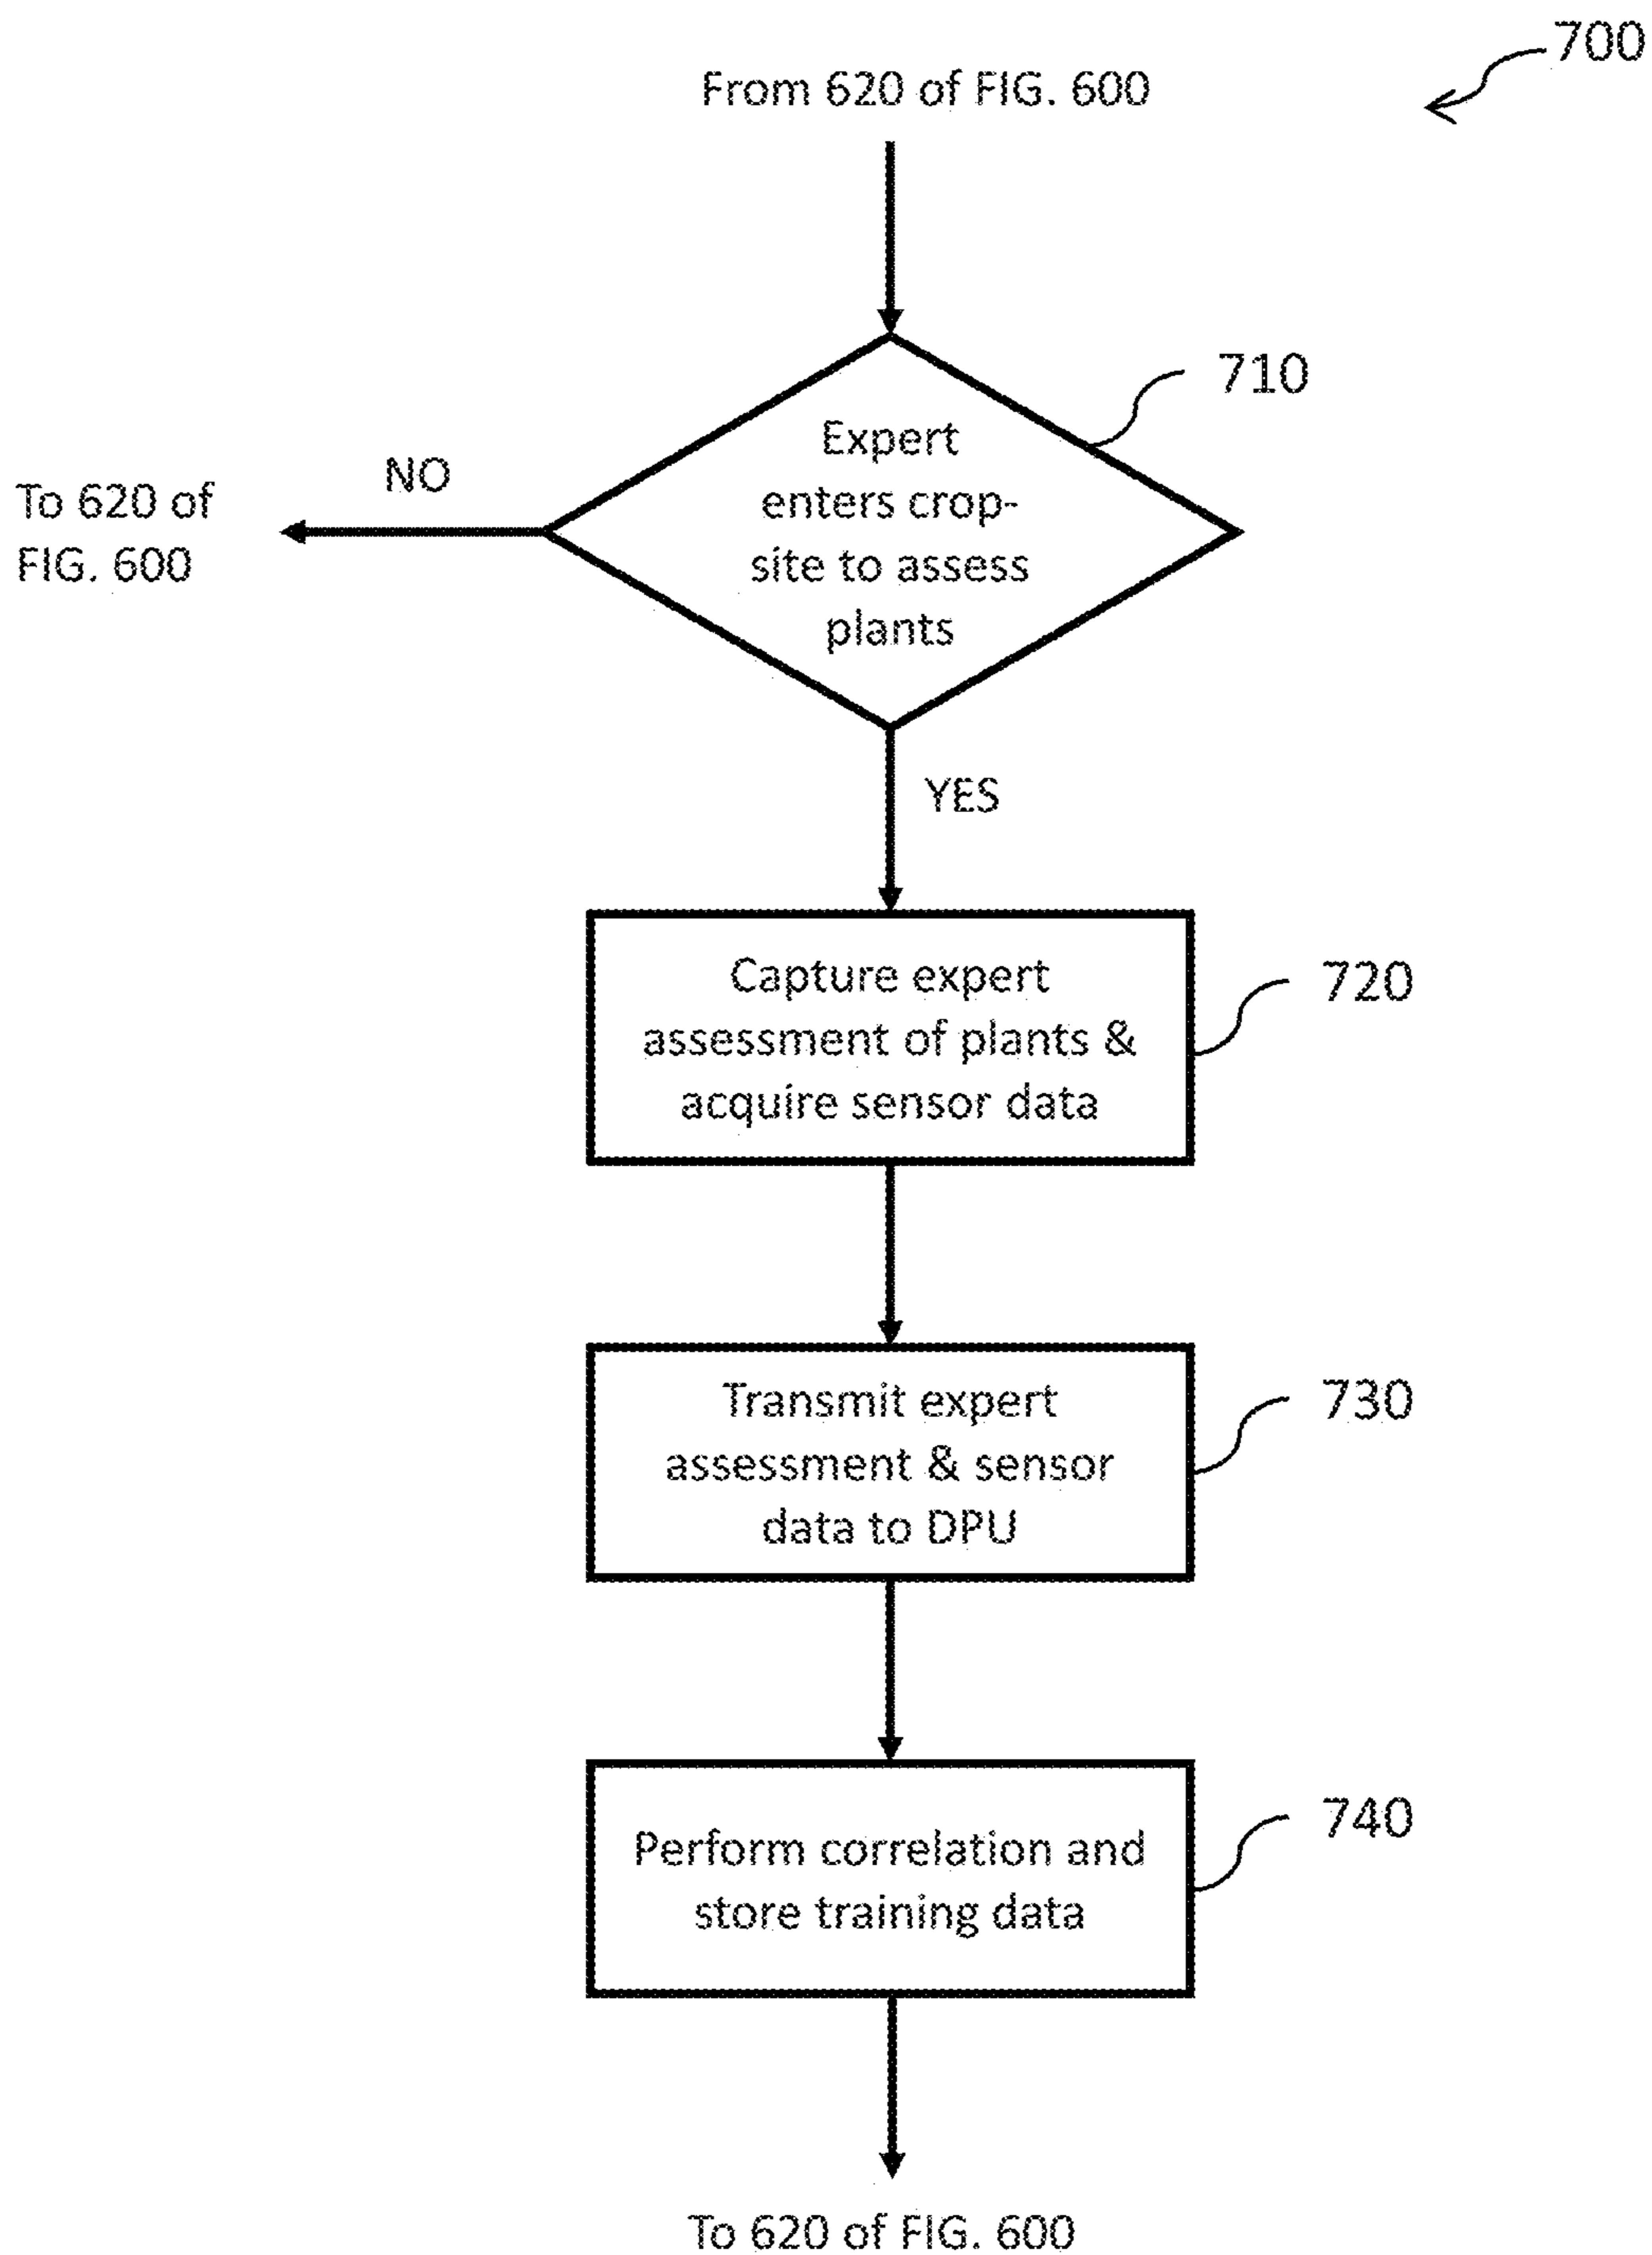 700
From 620 of FIG. 600
710
Expert
enters crop-
site to assess
plants
NO
To 620 of
FIG. 600
YES
Capture expert
assessment of plants &
acquire sensor data
720
Transmit expert
assessment & sensor
data to DPU
730
Perform correlation and
store training data
740
To 620 of FIG. 600